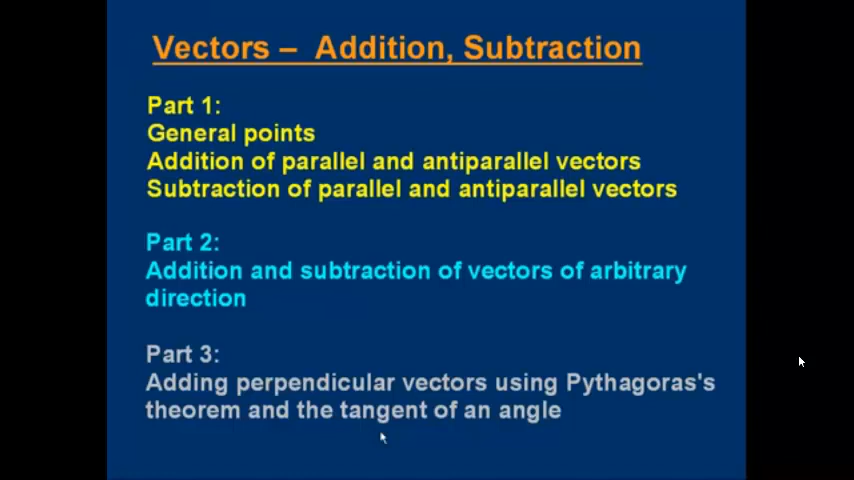 Vectors – Addition, Subtraction
Part 1:
General points
Addition of parallel and antiparallel vectors
Subtraction of parallel and antiparallel vectors
Part 2:
Addition and subtraction of vectors of arbitrary
direction
Part 3:
Adding perpendicular vectors using Pythagoras's
theorem and the tangent of an angle